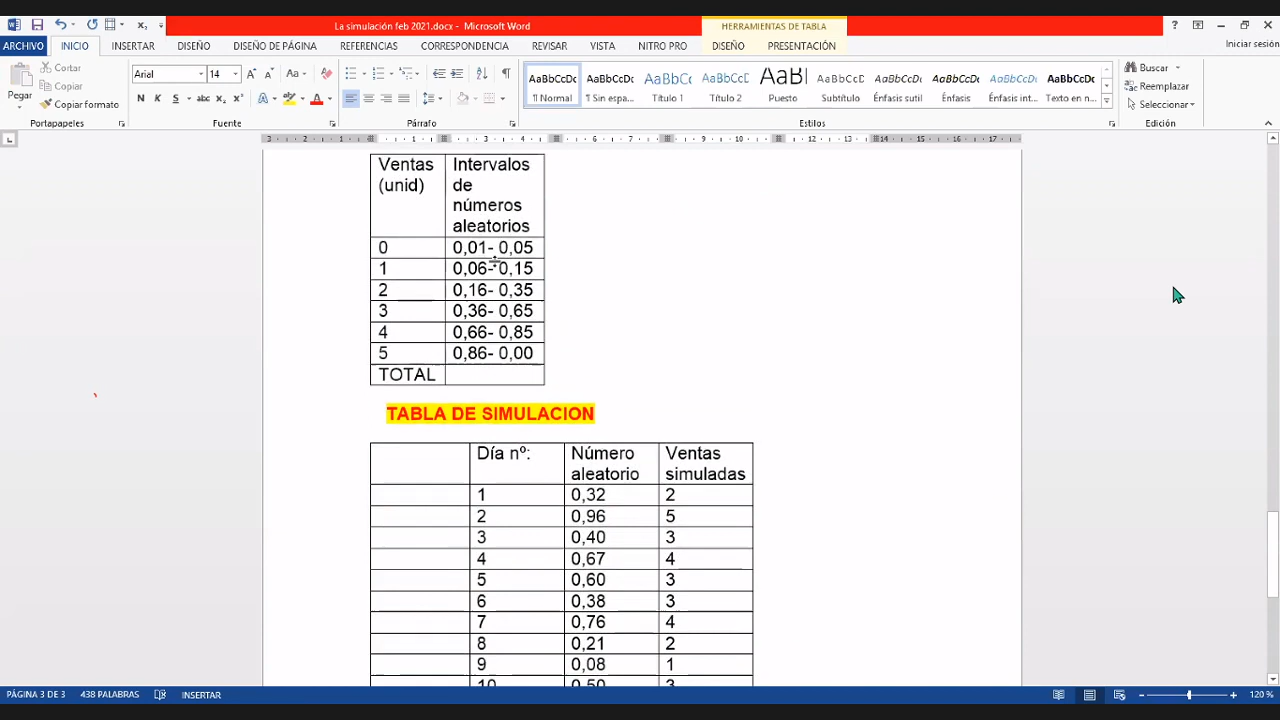 La simulación feb 2021.docx - Microsoft Word
HERRAMIENTAS DE TABLA
ARCHIVO INICIO INSERTAR DISEÑO DISEÑO DE PÁGINA REFERENCIAS CORRESPONDENCIA REVISAR VISTA NITRO PRO DISEÑO PRESENTACIÓN Iniciar sesión
Pegar
Cortar
Copiar
Copiar formato
Portapapeles
Arial 14
N K S abc x₂ x²
Fuente
Párrafo
AaBbCcDc AaBbCcDc AaBbCc AaBbCcD AaBl AaBbCcD AaBbCcDc AaBbCcDc AaBbCcDc AaBbCcDc
¶ Normal ¶ Sin espa... Título 1 Título 2 Puesto Subtítulo Énfasis sutil Énfasis Énfasis int... Texto en n...
Estilos
Buscar
Reemplazar
Seleccionar
Edición
Ventas (unid) Intervalos de números aleatorios
0 0,01- 0,05
1 0,06- 0,15
2 0,16- 0,35
3 0,36- 0,65
4 0,66- 0,85
5 0,86- 0,00
TOTAL
TABLA DE SIMULACION
Día nº: Número aleatorio Ventas simuladas
1 0,32 2
2 0,96 5
3 0,40 3
4 0,67 4
5 0,60 3
6 0,38 3
7 0,76 4
8 0,21 2
9 0,08 1
10 0,50 3
PÁGINA 3 DE 3 438 PALABRAS INSERTAR 120 %